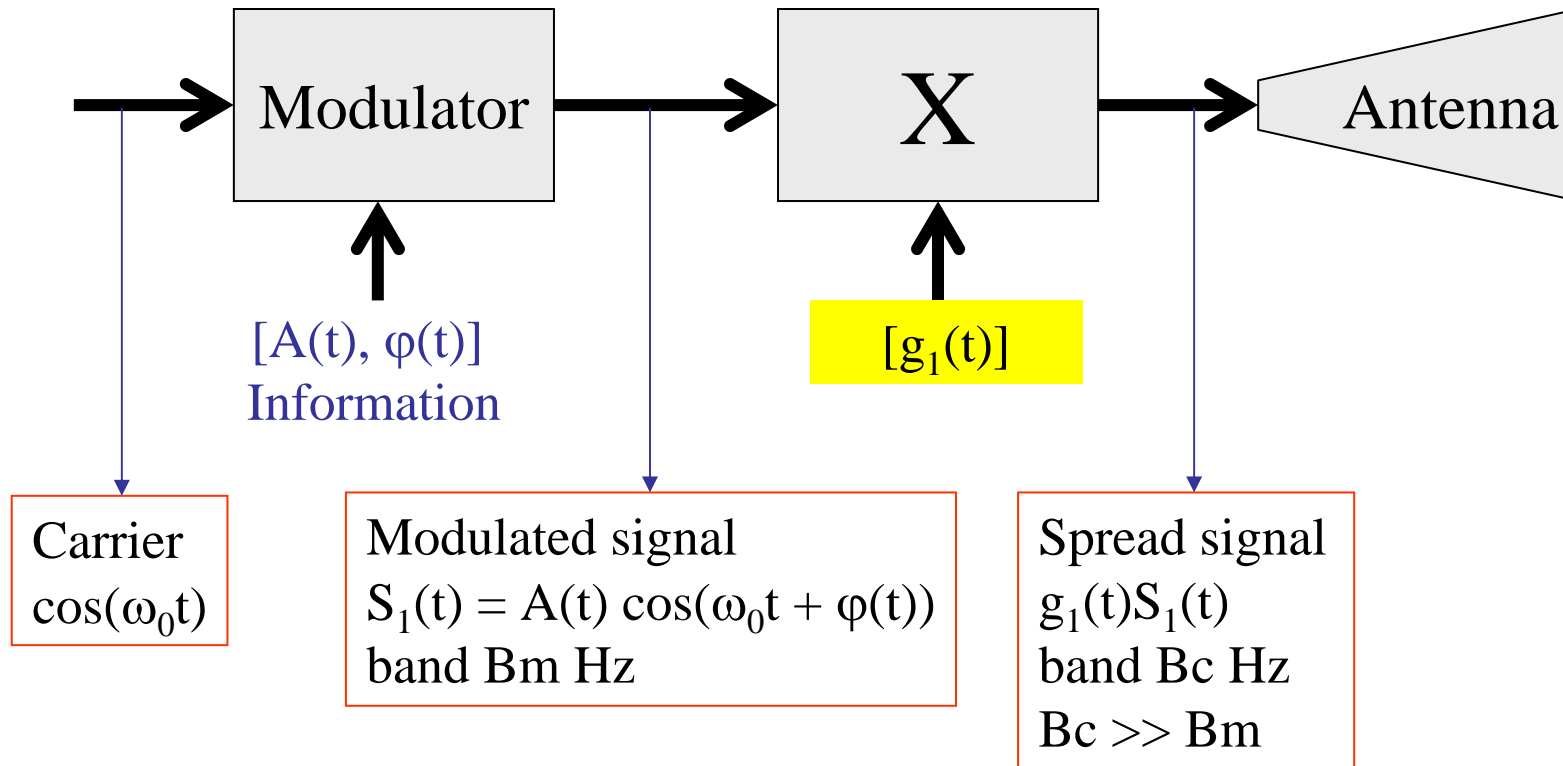 Modulator
X
Antenna
[A(t), φ(t)]
Information
[g₁(t)]
Carrier
cos(ω₀t)
Modulated signal
S₁(t) = A(t) cos(ω₀t + φ(t))
band Bm Hz
Spread signal
g₁(t)S₁(t)
band Bc Hz
Bc >> Bm